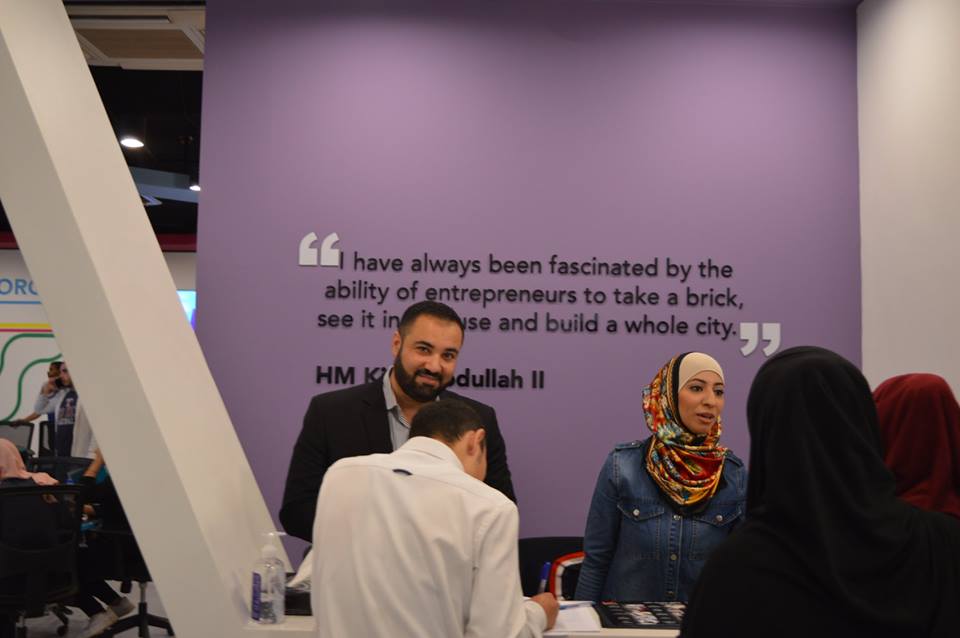 “I have always been fascinated by the
ability of entrepreneurs to take a brick,
see it in and build a whole city.”
HM II